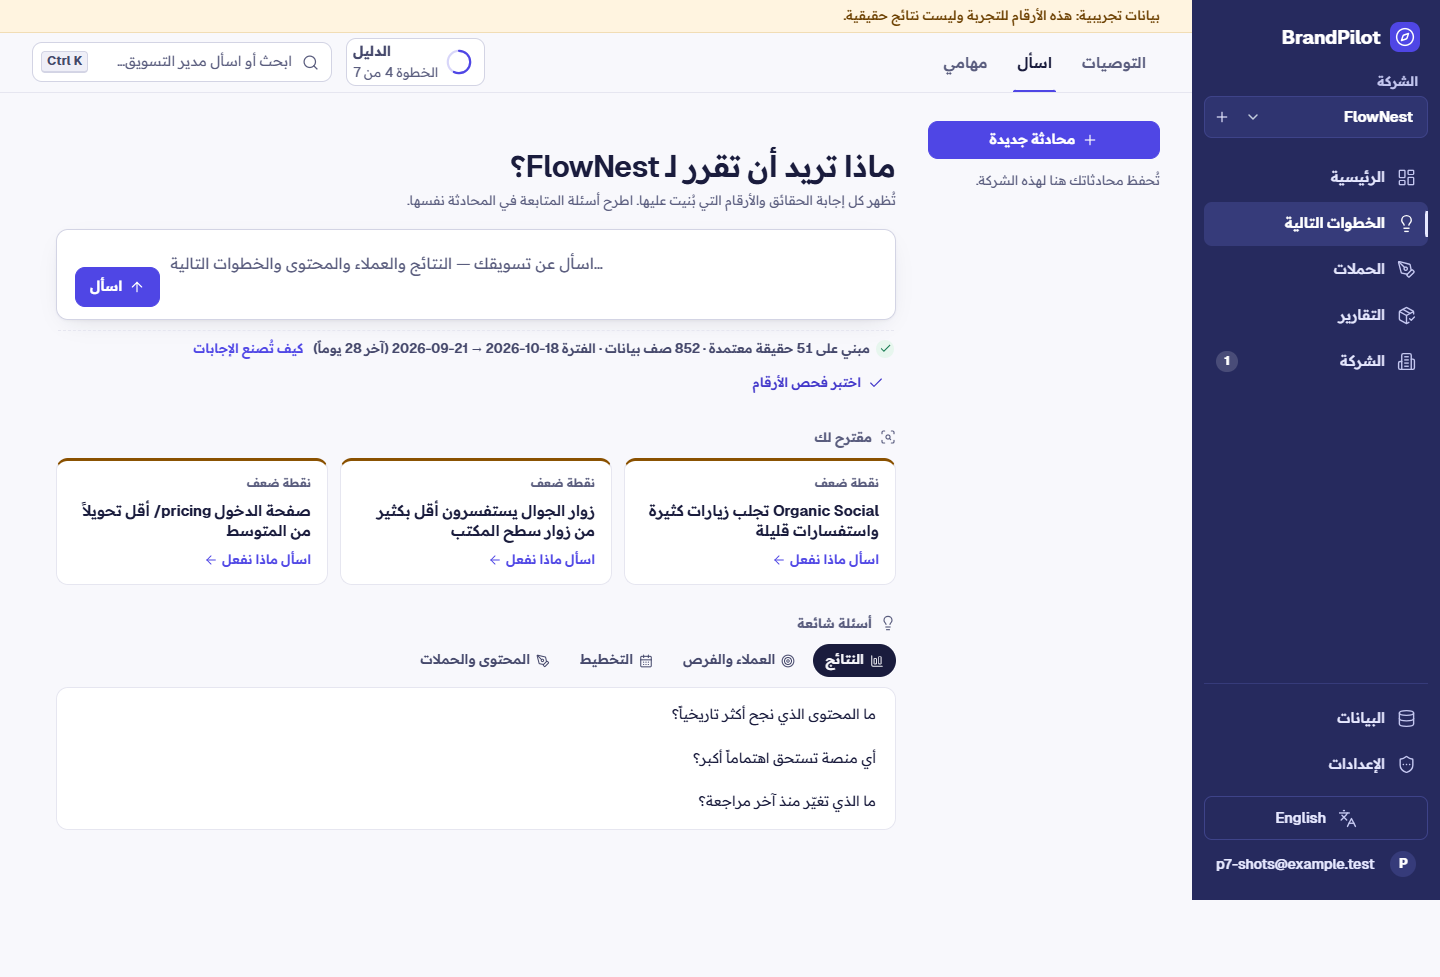 بيانات تجريبية: هذه الأرقام للتجربة وليست نتائج حقيقية.
BrandPilot
الشركة
FlowNest
الرئيسية
الخطوات التالية
الحملات
التقارير
الشركة
1
البيانات
الإعدادات
English
P
p7-shots@example.test
التوصيات
اسأل
مهامي
الدليل
الخطوة 4 من 7
ابحث أو اسأل مدير التسويق...
Ctrl K
محادثة جديدة
تُحفظ محادثاتك هنا لهذه الشركة.
ماذا تريد أن تقرر لـ FlowNest؟
تُظهر كل إجابة الحقائق والأرقام التي بُنيت عليها. اطرح أسئلة المتابعة في المحادثة نفسها.
اسأل عن تسويقك — النتائج والعملاء والمحتوى والخطوات التالية...
اسأل
مبني على 51 حقيقة معتمدة · 852 صف بيانات · الفترة 2026-10-18 → 2026-09-21 (آخر 28 يوماً) كيف تُصنع الإجابات
اختبر فحص الأرقام
مقترح لك
نقطة ضعف
Organic Social تجلب زيارات كثيرة
واستفسارات قليلة
اسأل ماذا نفعل ←
نقطة ضعف
زوار الجوال يستفسرون أقل بكثير
من زوار سطح المكتب
اسأل ماذا نفعل ←
نقطة ضعف
صفحة الدخول pricing/ أقل تحويلاً
من المتوسط
اسأل ماذا نفعل ←
أسئلة شائعة
النتائج
العملاء والفرص
التخطيط
المحتوى والحملات
ما المحتوى الذي نجح أكثر تاريخياً؟
أي منصة تستحق اهتماماً أكبر؟
ما الذي تغيّر منذ آخر مراجعة؟